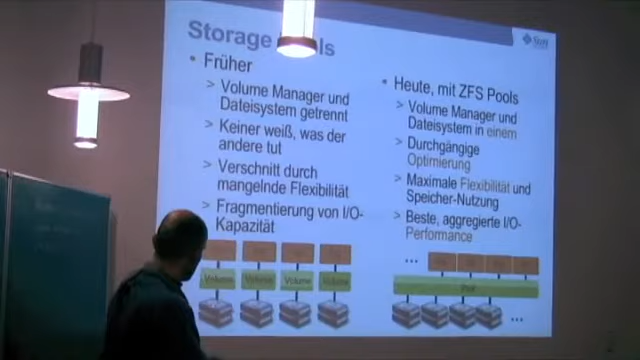 Storage
• Früher
> Volume Manager und
Dateisystem getrennt
> Keiner weiß, was der
andere tut
> Verschnitt durch
mangelnde Flexibilität
> Fragmentierung von I/O-
Kapazität
Volume Volume Volume Volume
Sun
• Heute, mit ZFS Pools
> Volume Manager und
Dateisystem in einem
> Durchgängige
Optimierung
> Maximale Flexibilität und
Speicher-Nutzung
> Beste, aggregierte I/O-
Performance
...
Pool
...